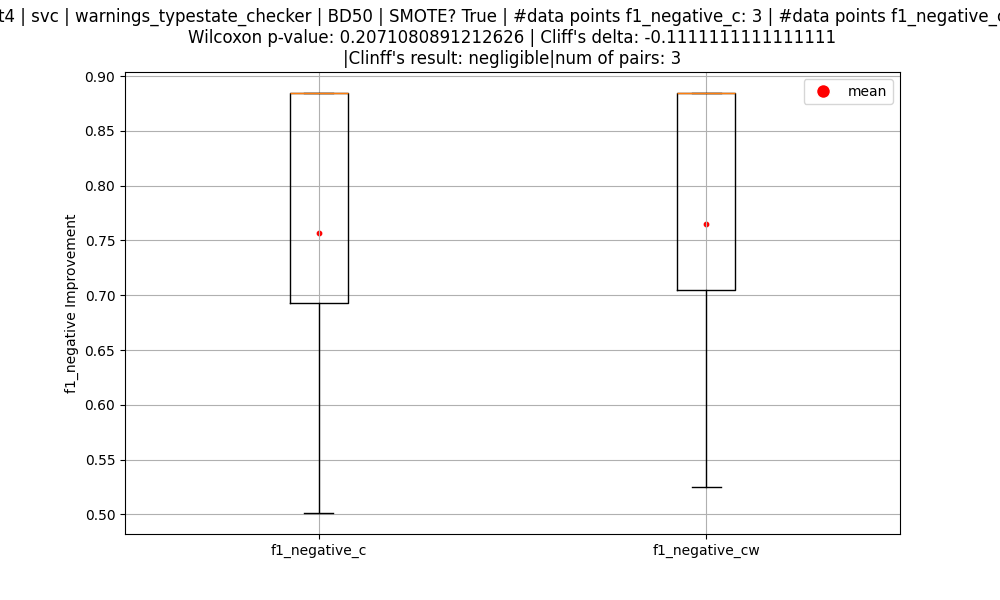 t4 | svc | warnings_typestate_checker | BD50 | SMOTE? True | #data points f1_negative_c: 3 | #data points f1_negative_c
Wilcoxon p-value: 0.2071080891212626 | Cliff's delta: -0.1111111111111111
|Clinff's result: negligible|num of pairs: 3
mean
0.90
0.85
0.80
0.75
0.70
0.65
0.60
0.55
0.50
f1_negative Improvement
f1_negative_c
f1_negative_cw